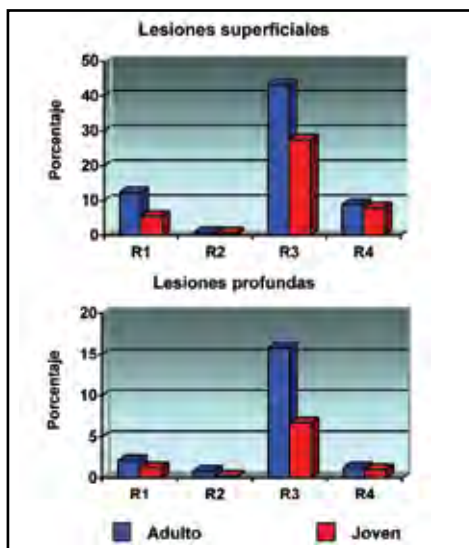 Lesiones superficiales
Porcentaje
50
40
30
20
10
0
R1 R2 R3 R4
Lesiones profundas
Porcentaje
20
15
10
5
0
R1 R2 R3 R4
Adulto Joven